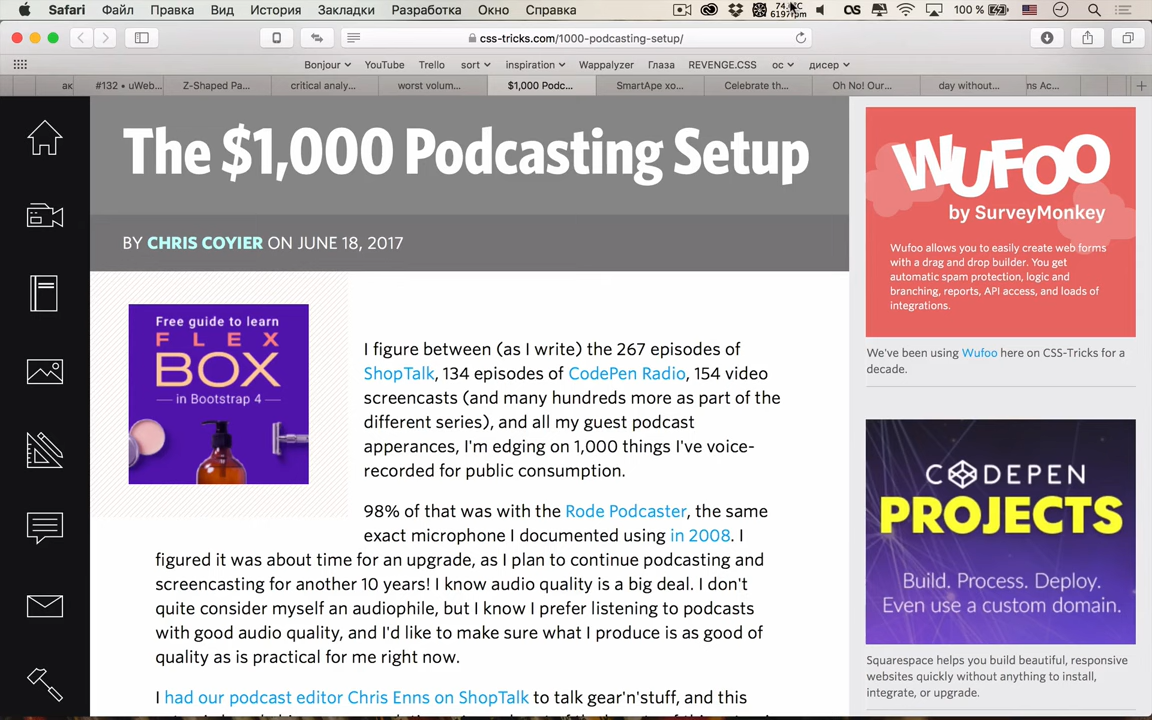 Safari Файл Правка Вид История Закладки Разработка Окно Справка
6197rpm
100 %
css-tricks.com/1000-podcasting-setup/
Bonjour YouTube Trello sort inspiration Wappalyzer Глаза REVENGE.CSS ос дисер
ак #132 • uWeb... Z-Shaped Pa... critical analy... worst volum... $1,000 Podc... SmartApe хо... Celebrate th... Oh No! Our... day without... ns Ac...
The $1,000 Podcasting Setup
BY CHRIS COYIER ON JUNE 18, 2017
Free guide to learn
FLEX
BOX
in Bootstrap 4
I figure between (as I write) the 267 episodes of
ShopTalk, 134 episodes of CodePen Radio, 154 video
screencasts (and many hundreds more as part of the
different series), and all my guest podcast
apperances, I'm edging on 1,000 things I've voice-
recorded for public consumption.
98% of that was with the Rode Podcaster, the same
exact microphone I documented using in 2008. I
figured it was about time for an upgrade, as I plan to continue podcasting and
screencasting for another 10 years! I know audio quality is a big deal. I don't
quite consider myself an audiophile, but I know I prefer listening to podcasts
with good audio quality, and I'd like to make sure what I produce is as good of
quality as is practical for me right now.
I had our podcast editor Chris Enns on ShopTalk to talk gear'n'stuff, and this
WUFOO
by SurveyMonkey
Wufoo allows you to easily create web forms
with a drag and drop builder. You get
automatic spam protection, logic and
branching, reports, API access, and loads of
integrations.
We've been using Wufoo here on CSS-Tricks for a
decade.
CODEPEN
PROJECTS
Build. Process. Deploy.
Even use a custom domain.
Squarespace helps you build beautiful, responsive
websites quickly without anything to install,
integrate, or upgrade.